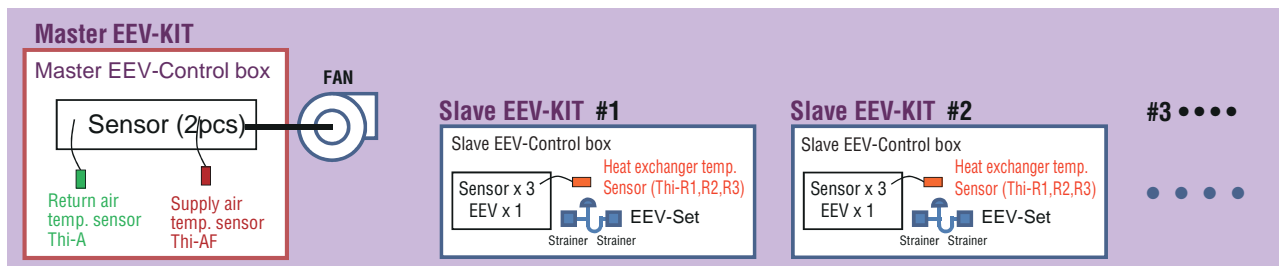 Master EEV-KIT
Master EEV-Control box
Sensor (2pcs)
Return air
temp. sensor
Thi-A
Supply air
temp. sensor
Thi-AF
FAN
Slave EEV-KIT #1
Slave EEV-Control box
Sensor x 3
EEV x 1
Heat exchanger temp.
Sensor (Thi-R1,R2,R3)
EEV-Set
Strainer Strainer
Slave EEV-KIT #2
Slave EEV-Control box
Sensor x 3
EEV x 1
Heat exchanger temp.
Sensor (Thi-R1,R2,R3)
EEV-Set
Strainer Strainer
#3 ••••